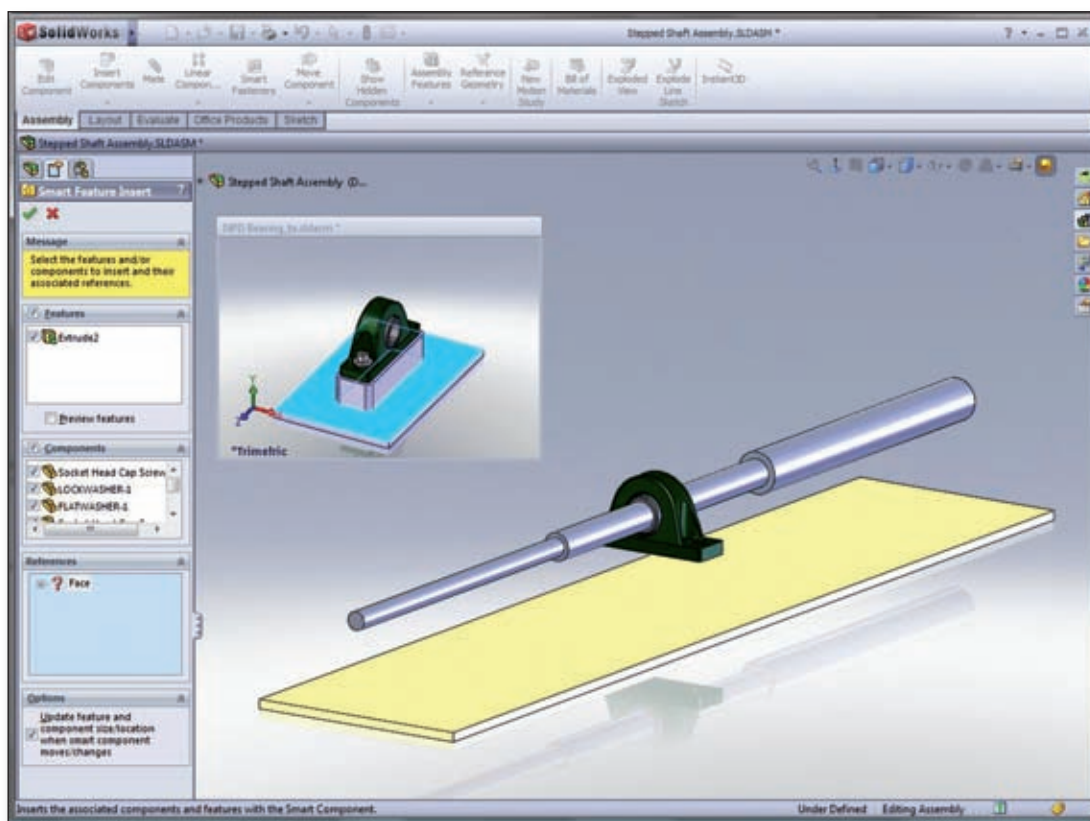 SolidWorks
Stepped Shaft Assembly.SLDASM *
Edit Component
Insert Components
Mate
Linear Compon...
Smart Fasteners
Move Component
Show Hidden Components
Assembly Features
Reference Geometry
New Motion Study
Bill of Materials
Exploded View
Explode Line Sketch
Instant3D
Assembly Layout Evaluate Office Products Sketch
Stepped Shaft Assembly.SLDASM *
Smart Feature Insert ?
Stepped Shaft Assembly (D...
Message
Select the features and/or
components to insert and their
associated references.
Features
Extrude2
Preview features
Components
Socket Head Cap Screw
LOCKWASHER-1
FLATWASHER-1
References
? Face
Options
Update feature and
component size/location
when smart component
moves/changes
Y
*Trimetric
Inserts the associated components and features with the Smart Component.
Under Defined Editing Assembly